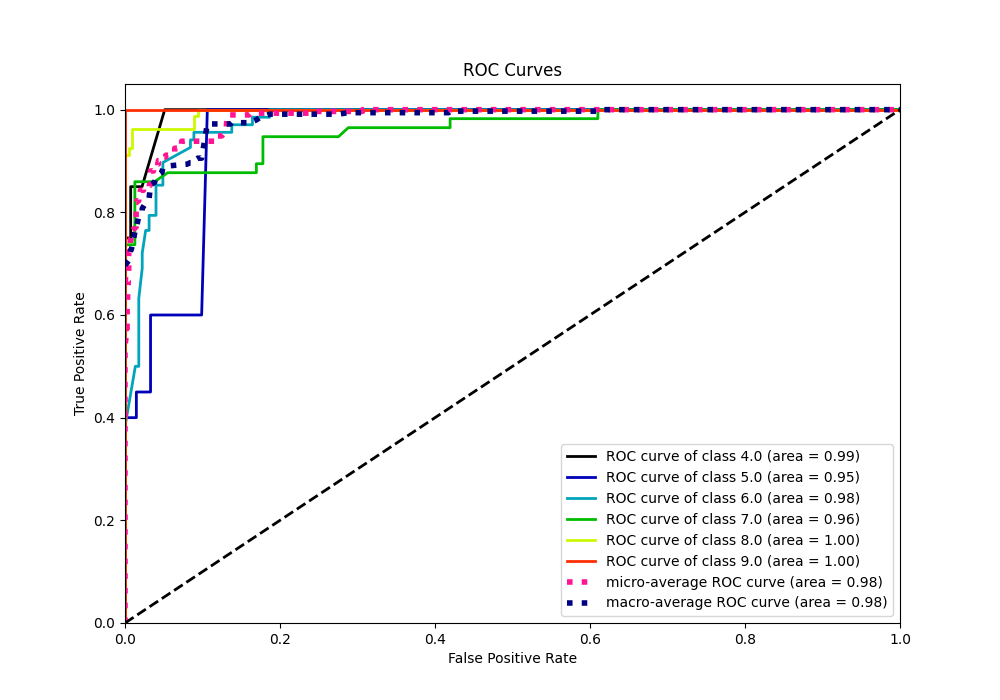 ROC Curves
1.0
0.8
0.6
0.4
0.2
0.0
True Positive Rate
ROC curve of class 4.0 (area = 0.99)
ROC curve of class 5.0 (area = 0.95)
ROC curve of class 6.0 (area = 0.98)
ROC curve of class 7.0 (area = 0.96)
ROC curve of class 8.0 (area = 1.00)
ROC curve of class 9.0 (area = 1.00)
micro-average ROC curve (area = 0.98)
macro-average ROC curve (area = 0.98)
0.0 0.2 0.4 0.6 0.8 1.0
False Positive Rate